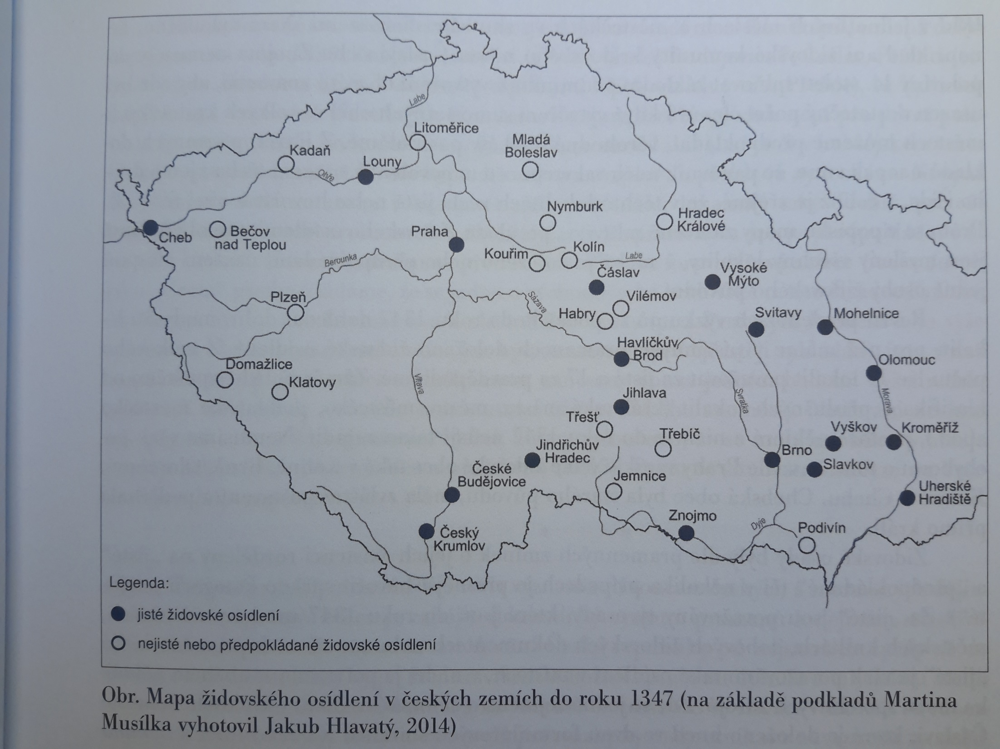 Labe
Litoměřice
Mladá
Boleslav
Kadaň
Louny
Ohře
Nymburk
Hradec
Králové
Cheb
Bečov
nad Teplou
Praha
Kouřim
Kolín
Labe
Berounka
Čáslav
Vysoké
Mýto
Plzeň
Sázava
Vilémov
Habry
Svitavy
Mohelnice
Havlíčkův
Brod
Olomouc
Domažlice
Klatovy
Vltava
Jihlava
Svratka
Morava
Třešť
Třebíč
Vyškov
Kroměříž
Jindřichův
Hradec
Brno
Slavkov
České
Budějovice
Jemnice
Uherské
Hradiště
Znojmo
Dyje
Podivín
Český
Krumlov
Legenda:
jisté židovské osídlení
nejisté nebo předpokládané židovské osídlení
Obr. Mapa židovského osídlení v českých zemích do roku 1347 (na základě podkladů Martina
Musílka vyhotovil Jakub Hlavatý, 2014)